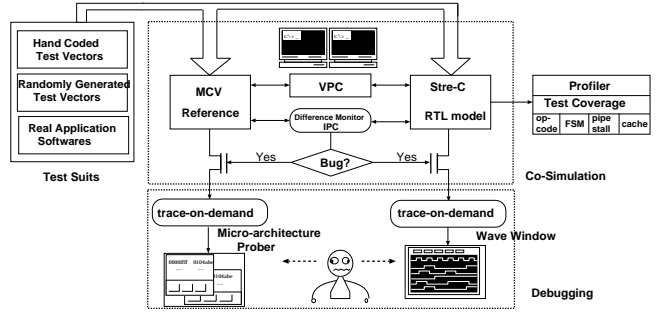 Hand Coded
Test Vectors
Randomly Generated
Test Vectors
Real Application
Softwares
Test Suits
MCV
Reference
VPC
Difference Monitor
IPC
Stre-C
RTL model
Profiler
Test Coverage
op-
code
FSM
pipe
stall
cache
Yes
Bug?
Yes
Co-Simulation
trace-on-demand
trace-on-demand
Micro-architecture
Prober
Wave Window
Debugging